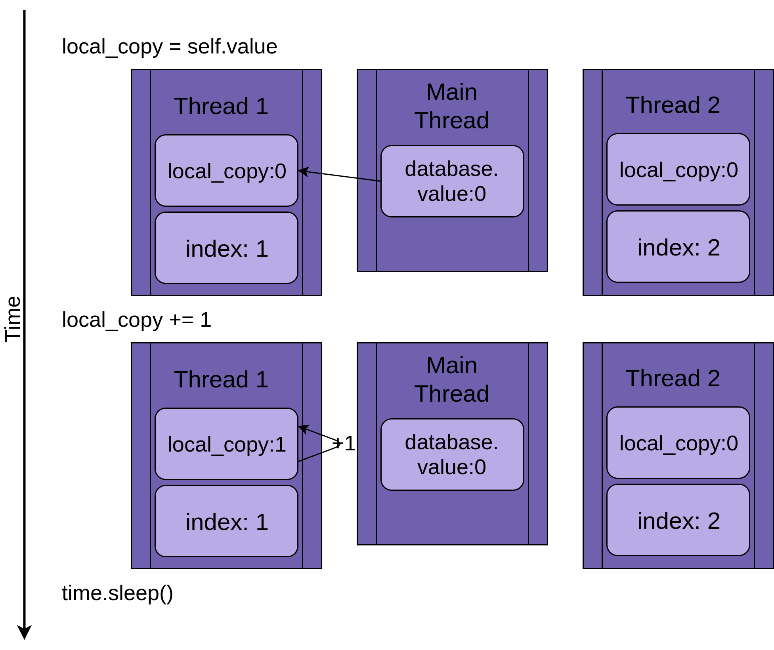 local_copy = self.value
Thread 1
local_copy:0
index: 1
Main
Thread
database.
value:0
Thread 2
local_copy:0
index: 2
Time
local_copy += 1
Thread 1
local_copy:1
index: 1
+1
Main
Thread
database.
value:0
Thread 2
local_copy:0
index: 2
time.sleep()